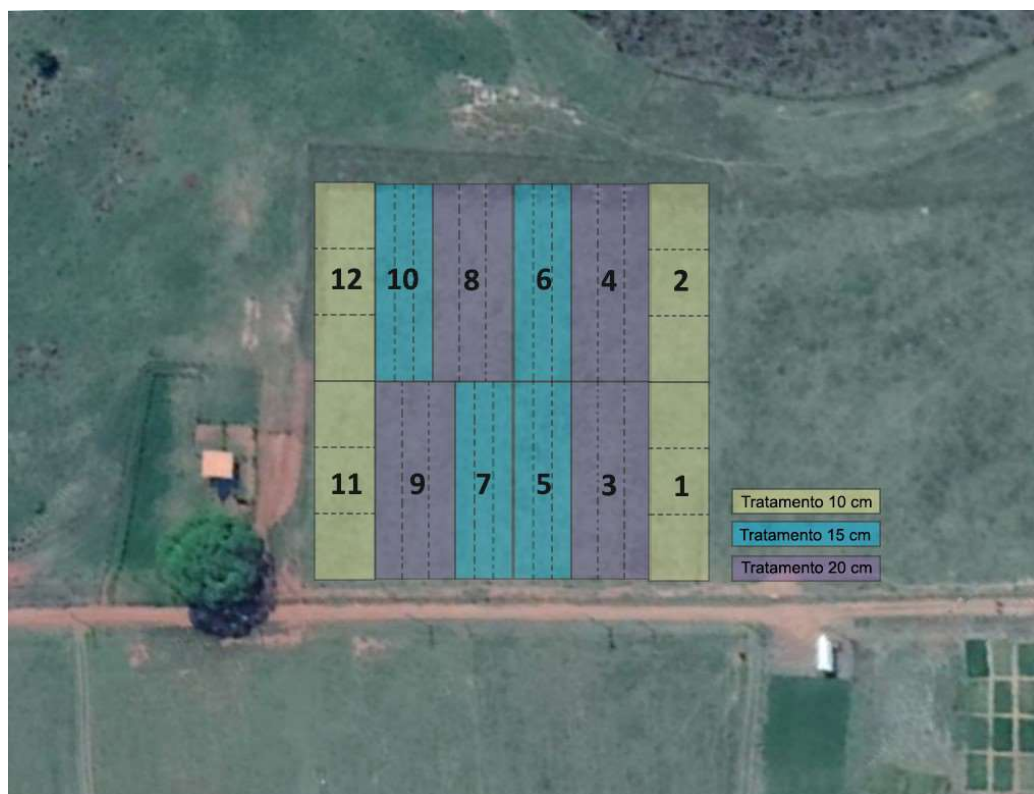 12 10 8 6 4 2
11 9 7 5 3 1
Tratamento 10 cm
Tratamento 15 cm
Tratamento 20 cm